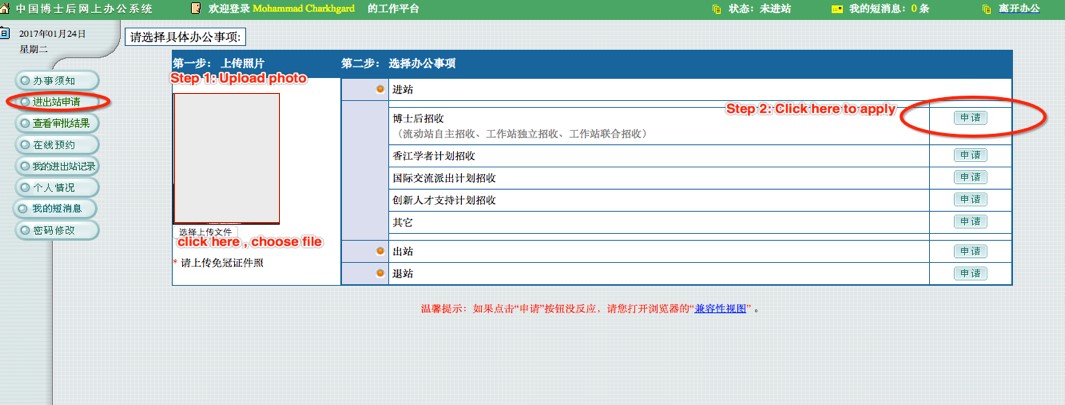 中国博士后网上办公系统
欢迎登录 Mohammad Charkhgard 的工作平台
状态：未进站
我的短消息：0 条
离开办公
2017年01月24日
星期二
办事须知
进出站申请
查看审批结果
在线预约
我的进出站记录
个人情况
我的短消息
密码修改
请选择具体办公事项:
第一步：上传照片
第二步：选择办公事项
Step 1: Upload photo
选择上传文件
click here , choose file
* 请上传免冠证件照
进站
Step 2: Click here to apply
博士后招收
（流动站自主招收、工作站独立招收、工作站联合招收）
申请
香江学者计划招收
申请
国际交流派出计划招收
申请
创新人才支持计划招收
申请
其它
申请
出站
申请
退站
申请
温馨提示：如果点击“申请”按钮没反应，请您打开浏览器的“兼容性视图”。